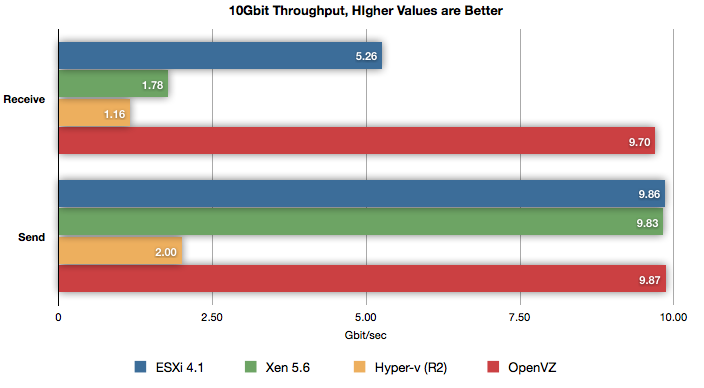 10Gbit Throughput, HIgher Values are Better
Receive
5.26
1.78
1.16
9.70
Send
9.86
9.83
2.00
9.87
0 2.50 5.00 7.50 10.00
Gbit/sec
ESXi 4.1 Xen 5.6 Hyper-v (R2) OpenVZ